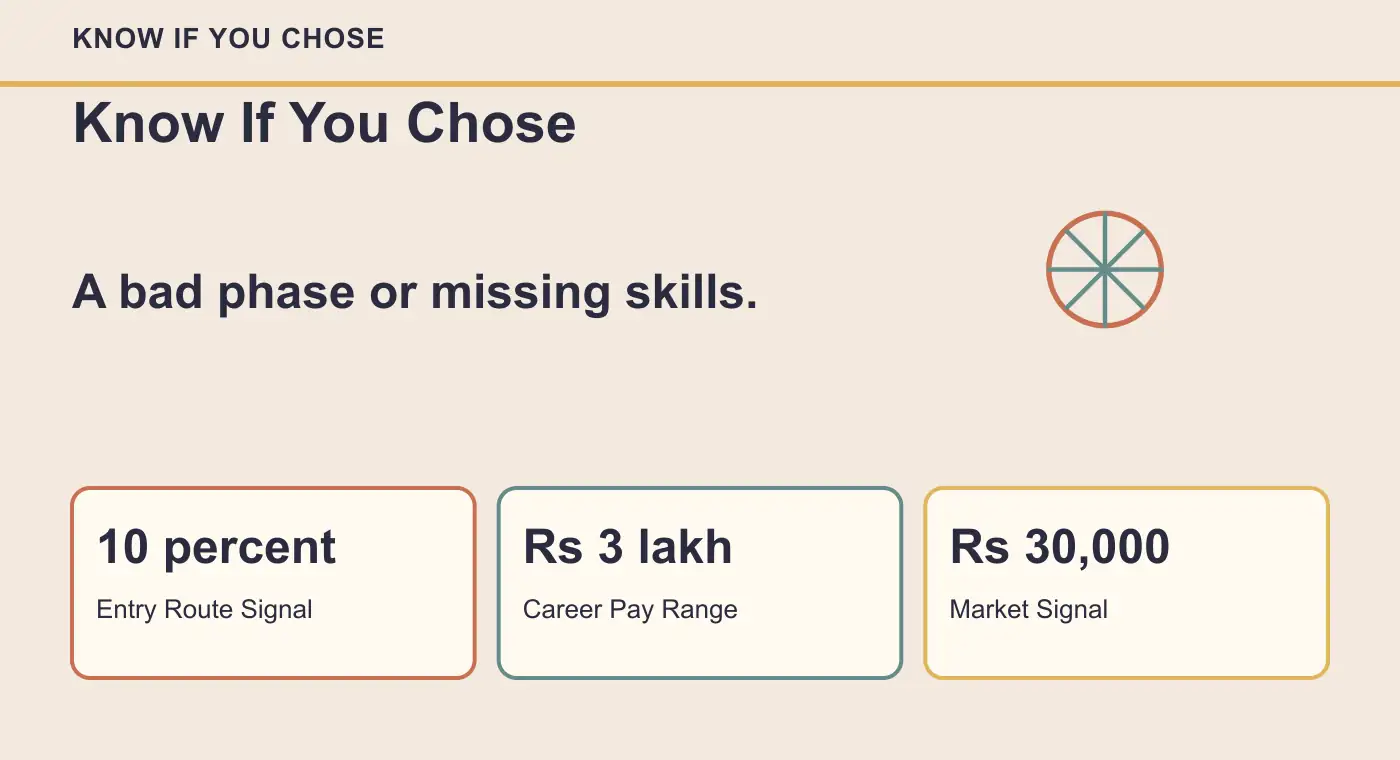 KNOW IF YOU CHOSE
Know If You Chose
A bad phase or missing skills.
10 percent
Entry Route Signal
Rs 3 lakh
Career Pay Range
Rs 30,000
Market Signal